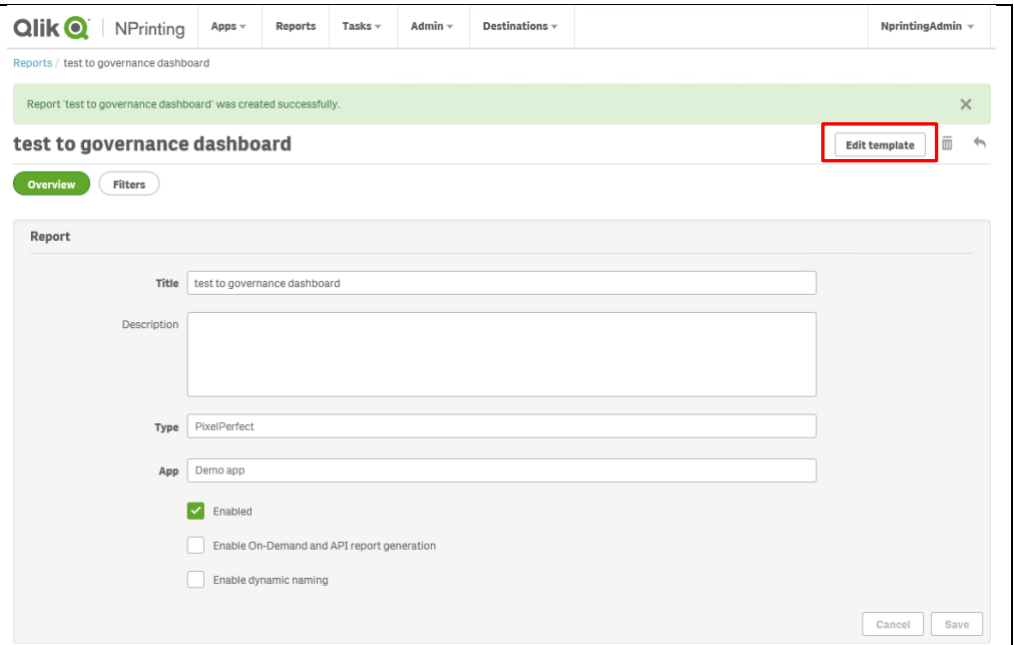 Qlik NPrinting Apps Reports Tasks Admin Destinations NprintingAdmin
Reports / test to governance dashboard
Report 'test to governance dashboard' was created successfully.
test to governance dashboard Edit template
Overview Filters
Report
Title test to governance dashboard
Description
Type PixelPerfect
App Demo app
Enabled
Enable On-Demand and API report generation
Enable dynamic naming
Cancel Save